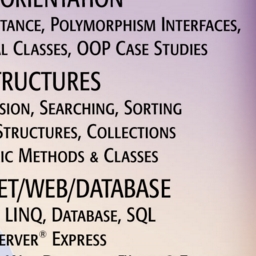 ORIENTATION
TANCE, POLYMORPHISM INTERFACES,
L CLASSES, OOP CASE STUDIES
TRUCTURES
SION, SEARCHING, SORTING
STRUCTURES, COLLECTIONS
IC METHODS & CLASSES
ET/WEB/DATABASE
LINQ, DATABASE, SQL
ERVER® EXPRESS